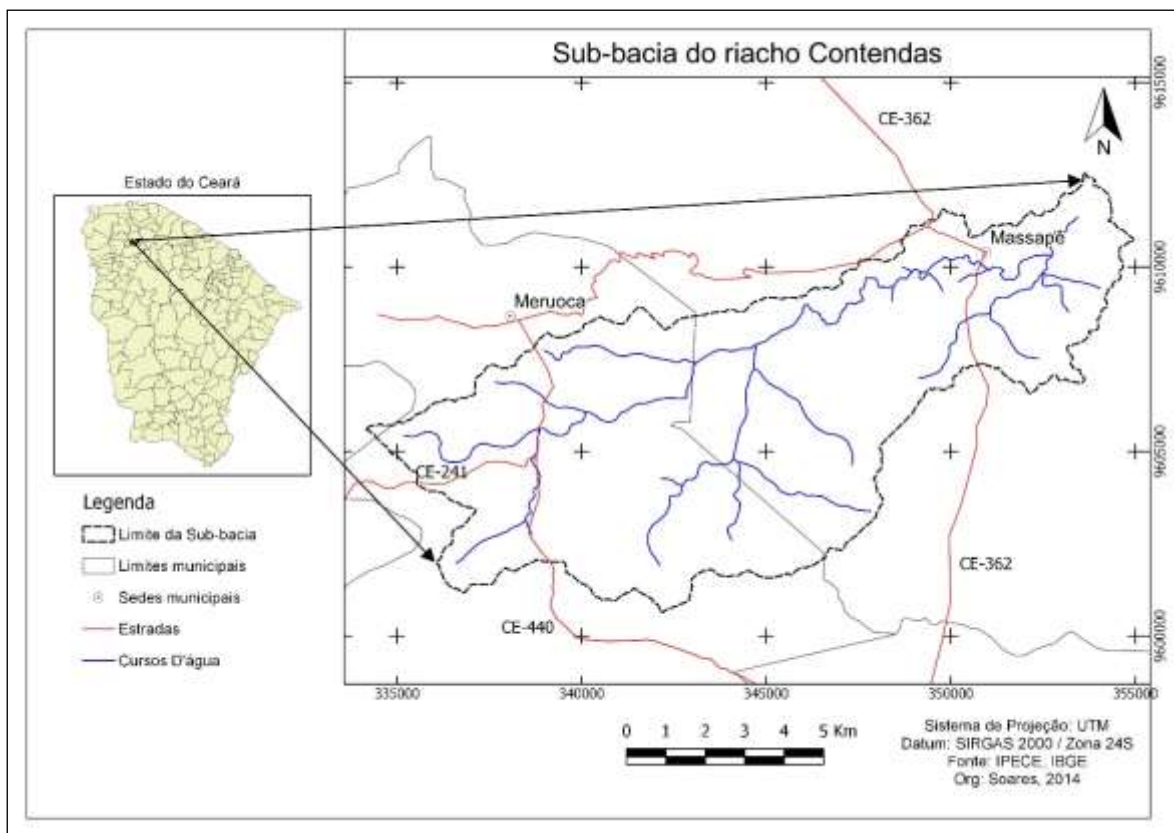 Sub-bacia do riacho Contendas
Estado do Ceará
Legenda
Limite da Sub-bacia
Limites municipais
Sedes municipais
Estradas
Cursos D'água
CE-362
N
Massapê
Meruoca
CE-241
CE-362
CE-440
9615000
9610000
9605000
9600000
335000 340000 345000 350000 355000
0 1 2 3 4 5 Km
Sistema de Projeção: UTM
Datum: SIRGAS 2000 / Zona 24S
Fonte: IPECE, IBGE
Org: Soares, 2014